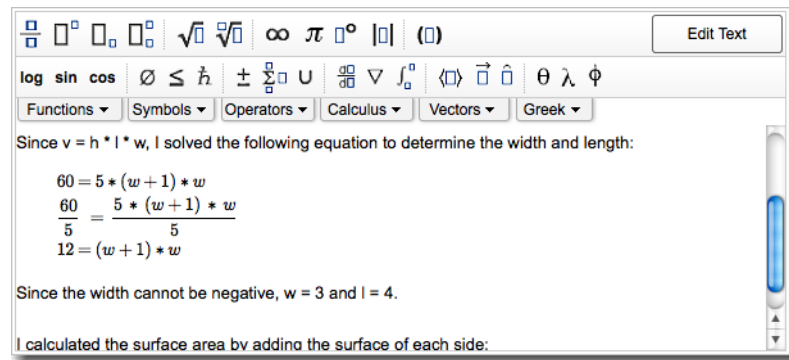 ∞ π |▯| (▯) Edit Text
log sin cos ∅ ≤ ℏ ± Σ ∪ ∇ ∫ ⟨▯⟩ θ λ ϕ
Functions Symbols Operators Calculus Vectors Greek
Since v = h * l * w, I solved the following equation to determine the width and length:
60 = 5 * (w + 1) * w
60/5 = 5 * (w + 1) * w/5
12 = (w + 1) * w
Since the width cannot be negative, w = 3 and l = 4.
I calculated the surface area by adding the surface of each side: